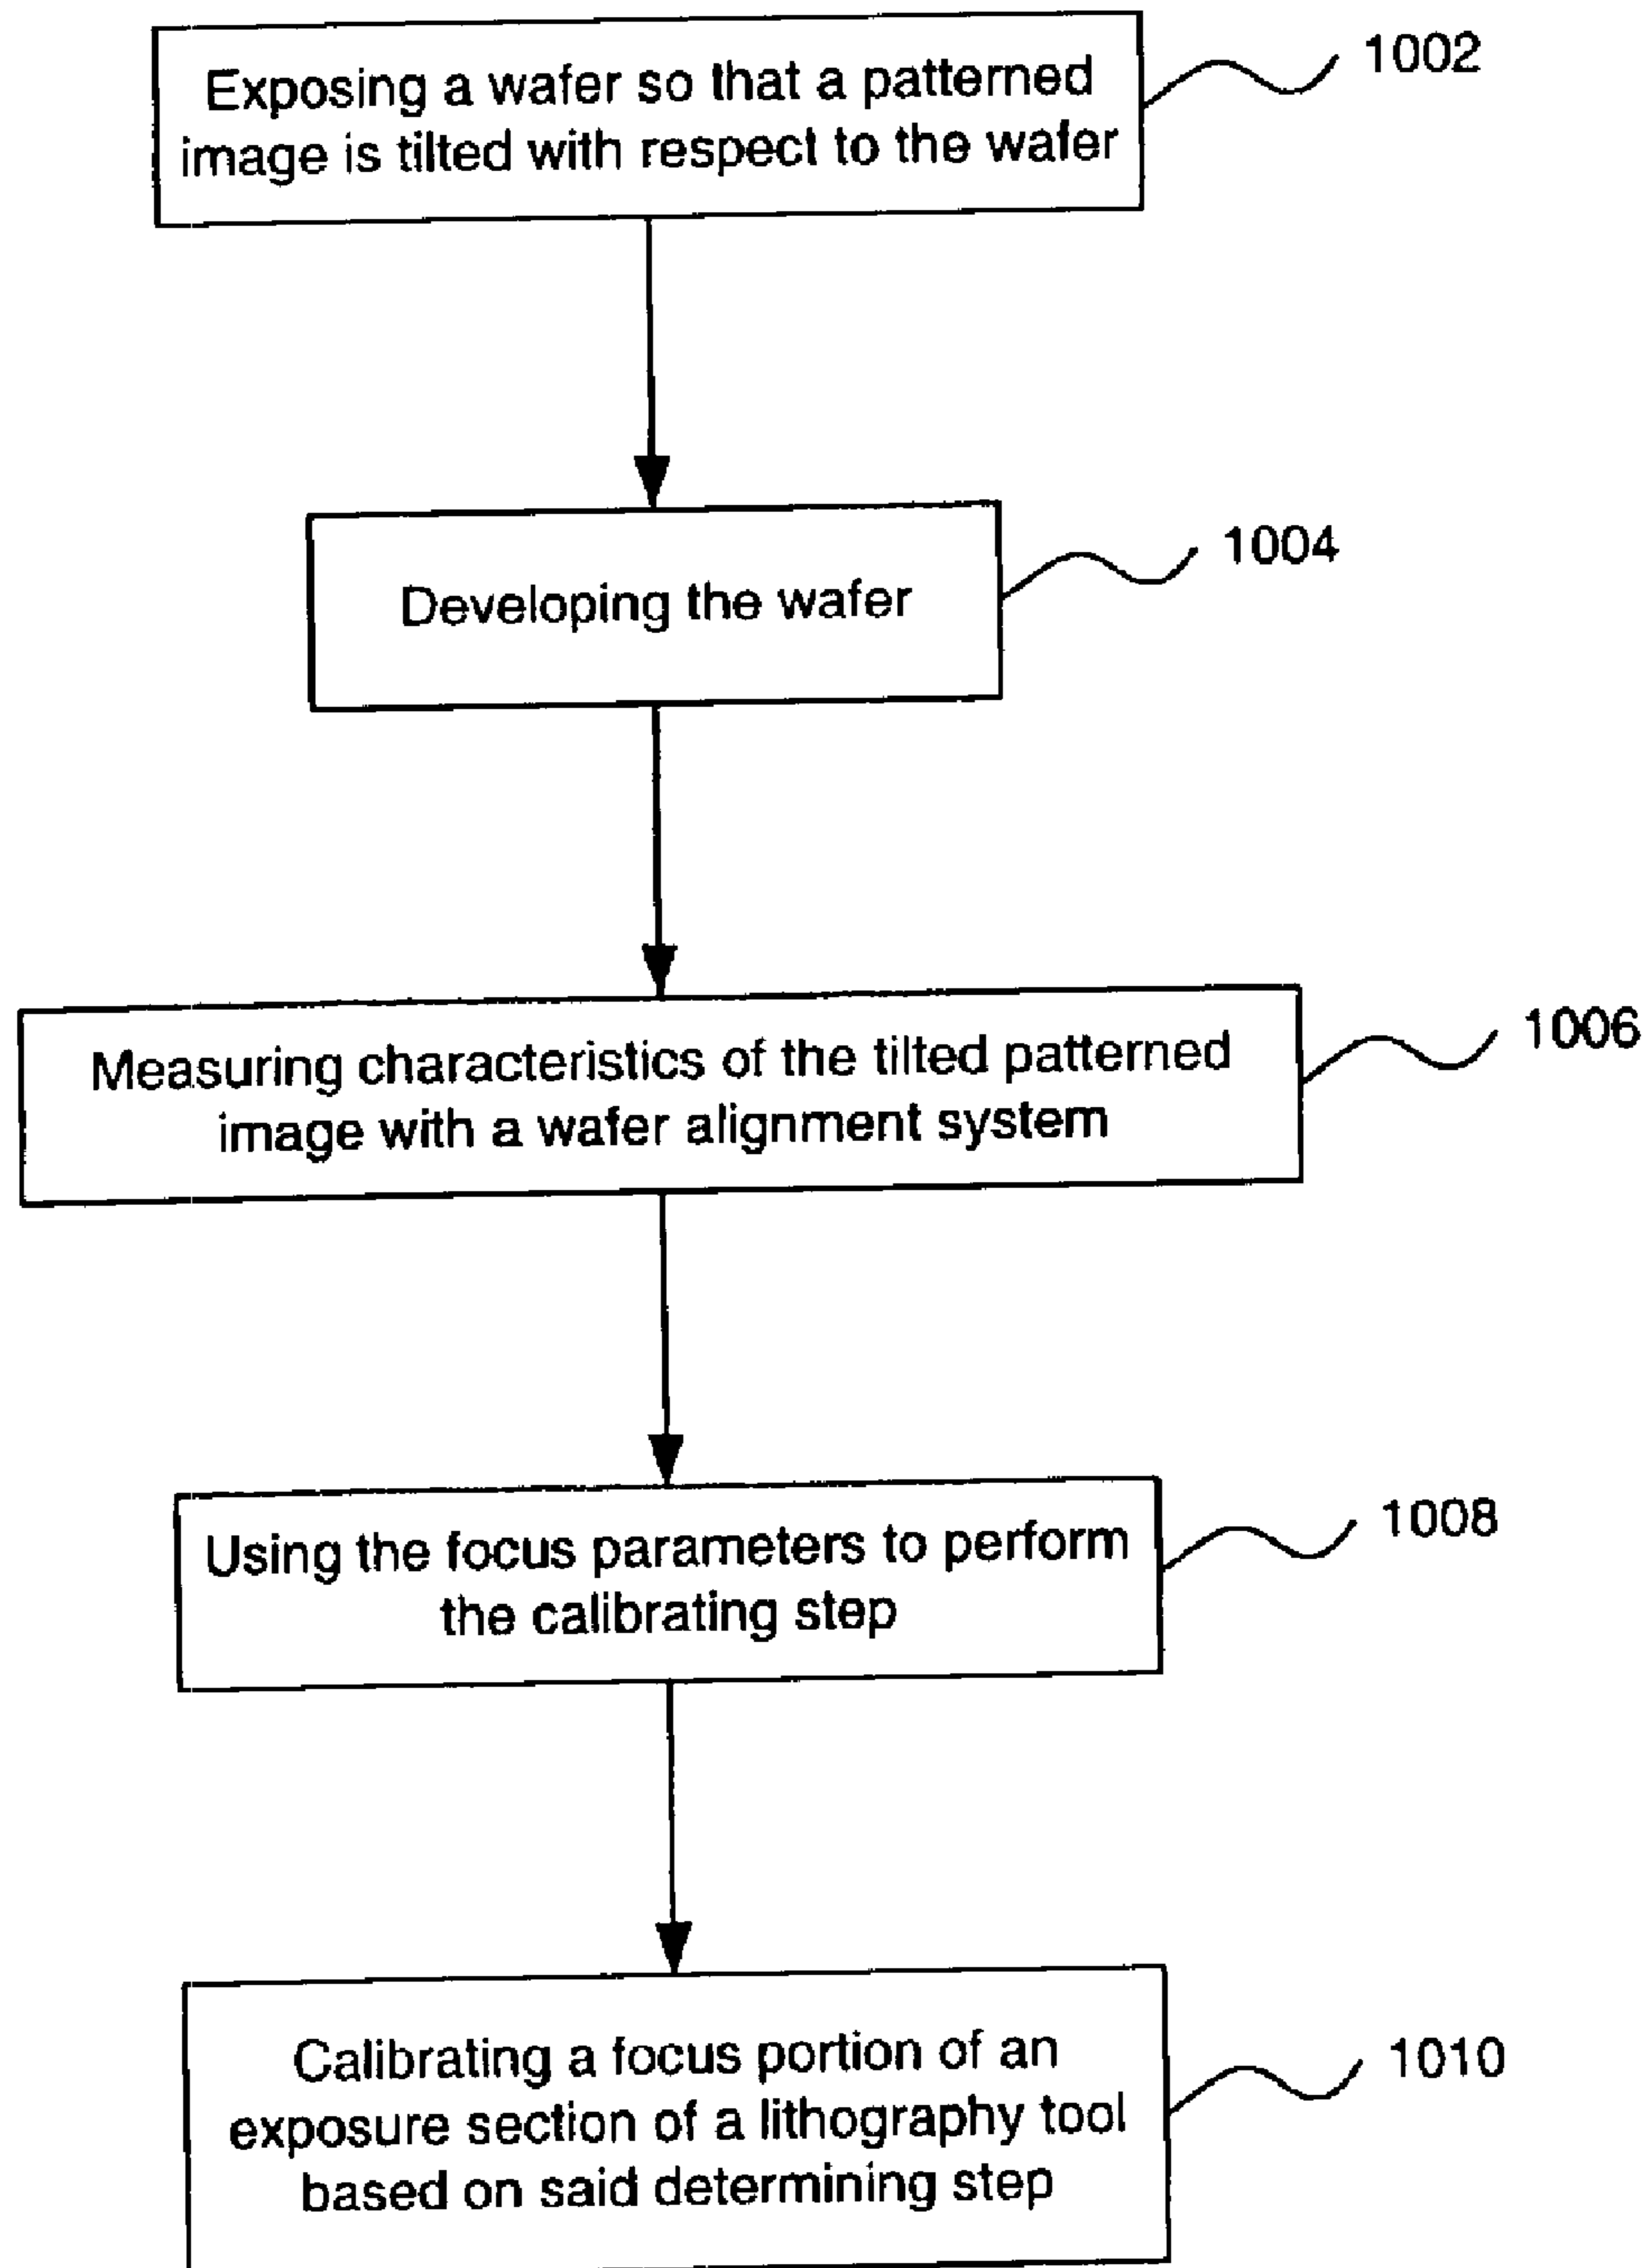 Exposing a wafer so that a patterned
image is tilted with respect to the wafer
1002
Developing the wafer
1004
Measuring characteristics of the tilted patterned
image with a wafer alignment system
1006
Using the focus parameters to perform
the calibrating step
1008
Calibrating a focus portion of an
exposure section of a lithography tool
based on said determining step
1010